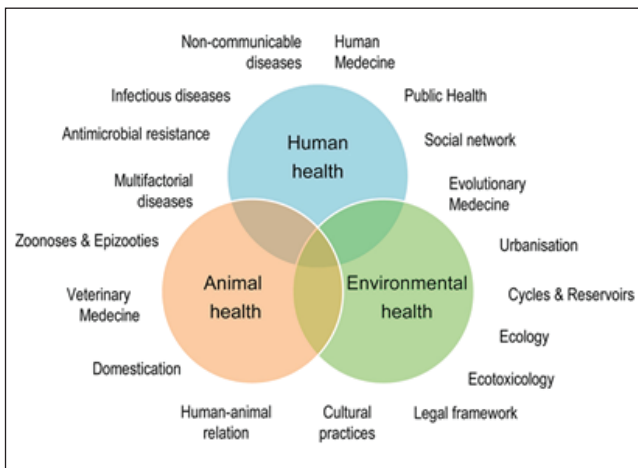 Non-communicable
diseases
Human
Medecine
Infectious diseases
Public Health
Antimicrobial resistance
Social network
Human
health
Multifactorial
diseases
Evolutionary
Medecine
Zoonoses & Epizooties
Urbanisation
Animal
health
Environmental
health
Veterinary
Medecine
Cycles & Reservoirs
Ecology
Domestication
Ecotoxicology
Human-animal
relation
Cultural
practices
Legal framework